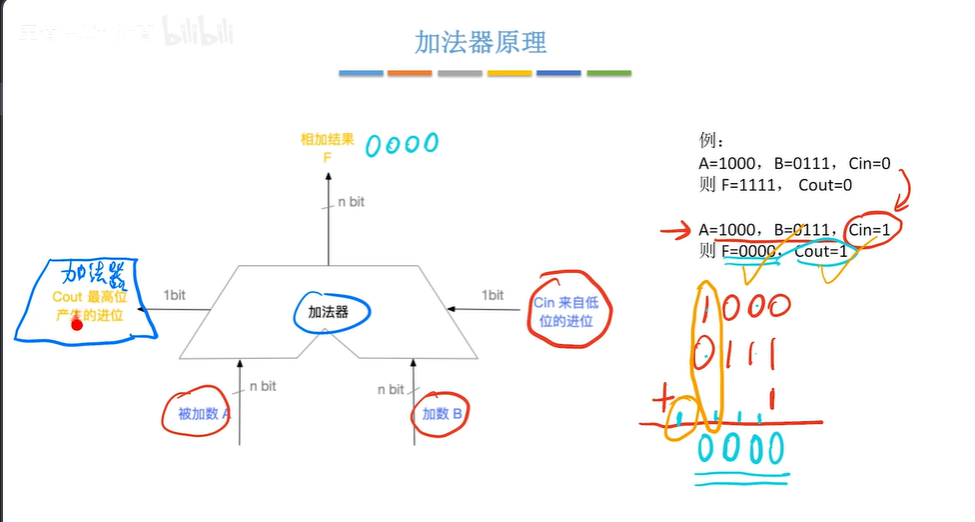 bilibili
加法器原理
相加结果
F
0000
n bit
例：
A=1000，B=0111，Cin=0
则 F=1111， Cout=0
A=1000，B=0111，Cin=1
则 F=0000， Cout=1
加法器
Cout 最高位
产生的进位
1bit
加法器
1bit
Cin 来自低
位的进位
n bit
n bit
被加数 A
加数 B
1000
0111
+ 1
1 1 1 1
0000